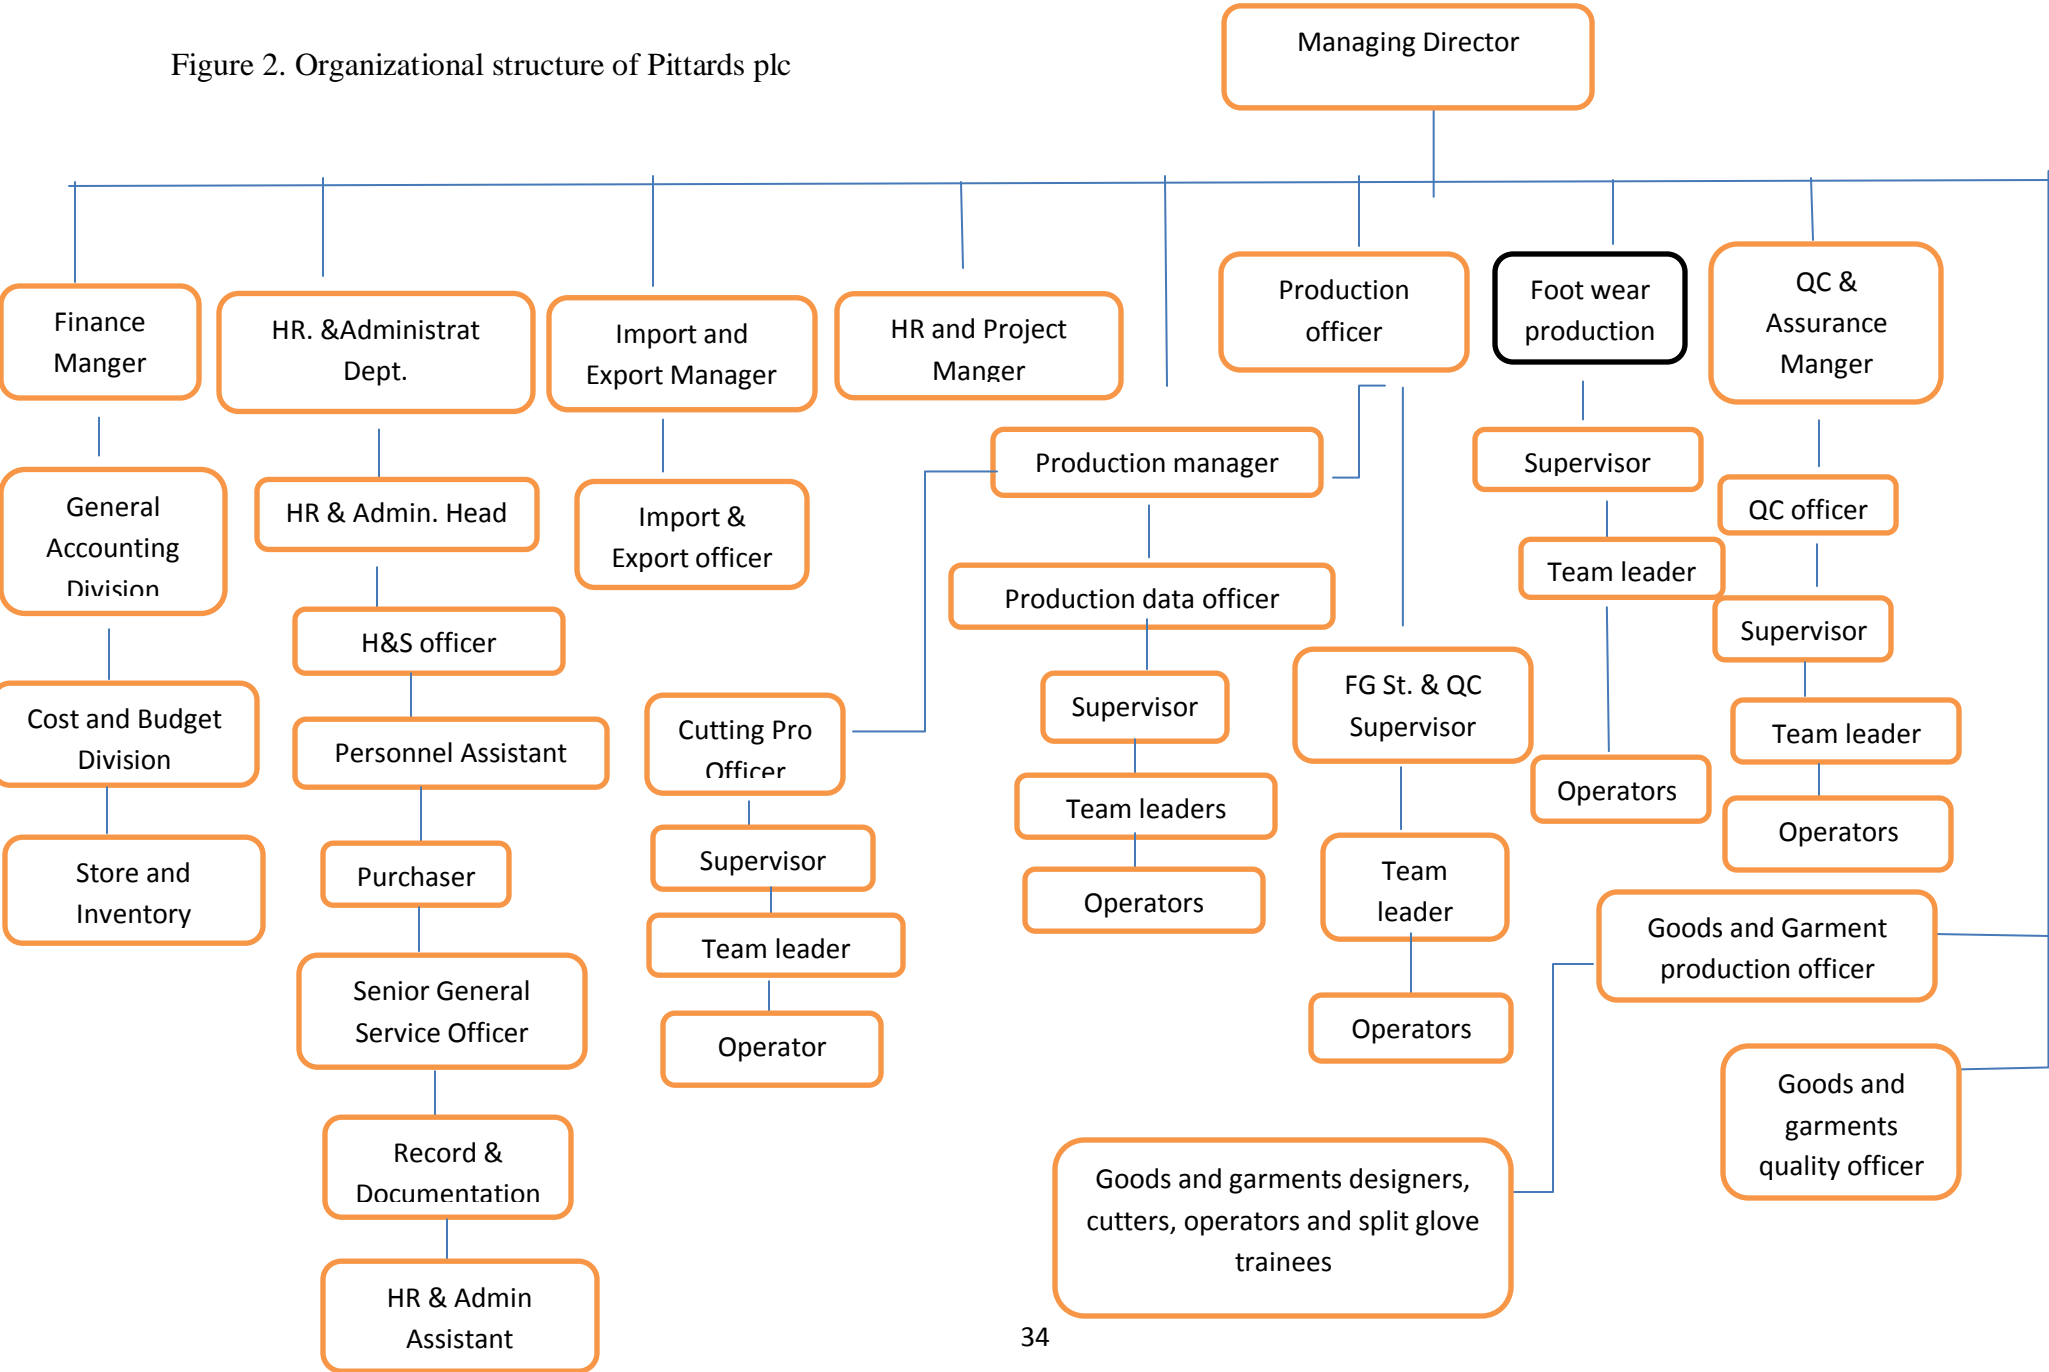 Managing Director
Figure 2. Organizational structure of Pittards plc
Finance
Manger
HR. &Administrat
Dept.
Import and
Export Manager
HR and Project
Manger
Production
officer
Foot wear
production
QC &
Assurance
Manger
General
Accounting
Division
HR & Admin. Head
Import &
Export officer
Production manager
Supervisor
QC officer
Production data officer
Team leader
Supervisor
H&S officer
Cost and Budget
Division
Personnel Assistant
Cutting Pro
Officer
Supervisor
FG St. & QC
Supervisor
Team leader
Operators
Team leaders
Operators
Store and
Inventory
Purchaser
Supervisor
Operators
Team
leader
Team leader
Goods and Garment
production officer
Senior General
Service Officer
Operator
Operators
Goods and
garments
quality officer
Record &
Documentation
Goods and garments designers,
cutters, operators and split glove
trainees
HR & Admin
Assistant
34